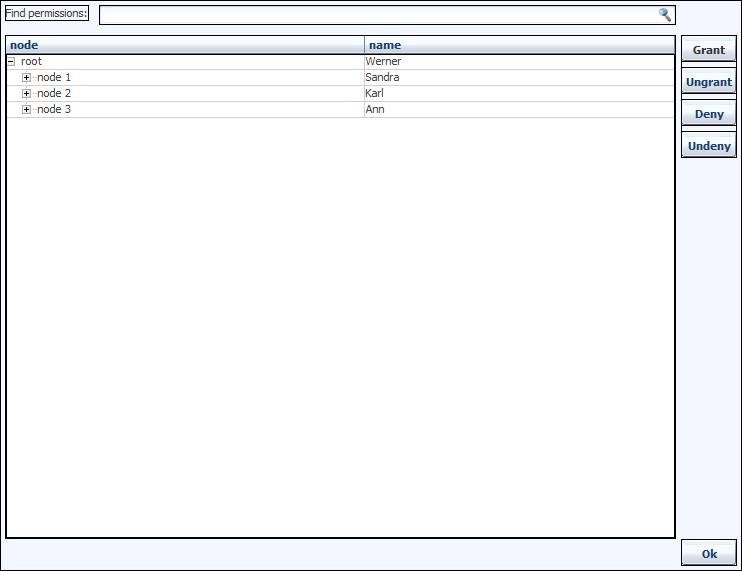 Find permissions:
node name
root Werner
node 1 Sandra
node 2 Karl
node 3 Ann
Grant
Ungrant
Deny
Undeny
Ok